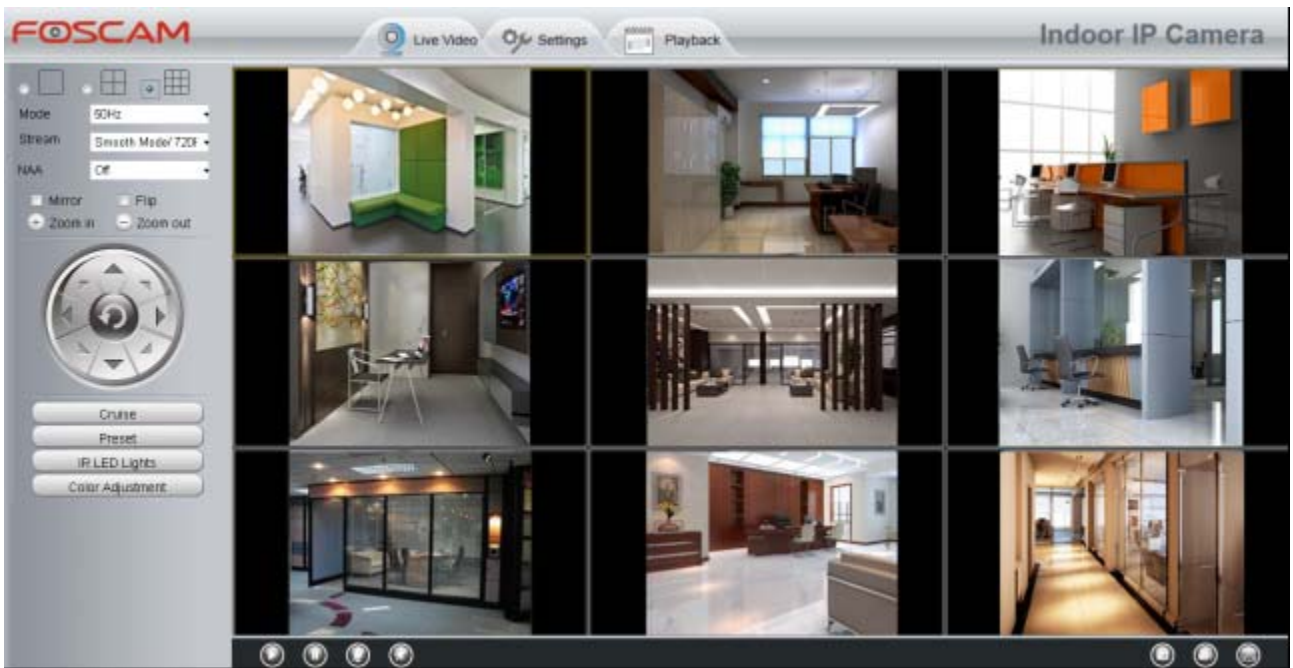 FOSCAM
Live Video
Settings
Playback
Indoor IP Camera
Mode
Stream
Smooth Mode/ 720P
NAA
Off
Mirror
Flip
Zoom in
Zoom out
Cruise
Preset
IR LED Lights
Color Adjustment